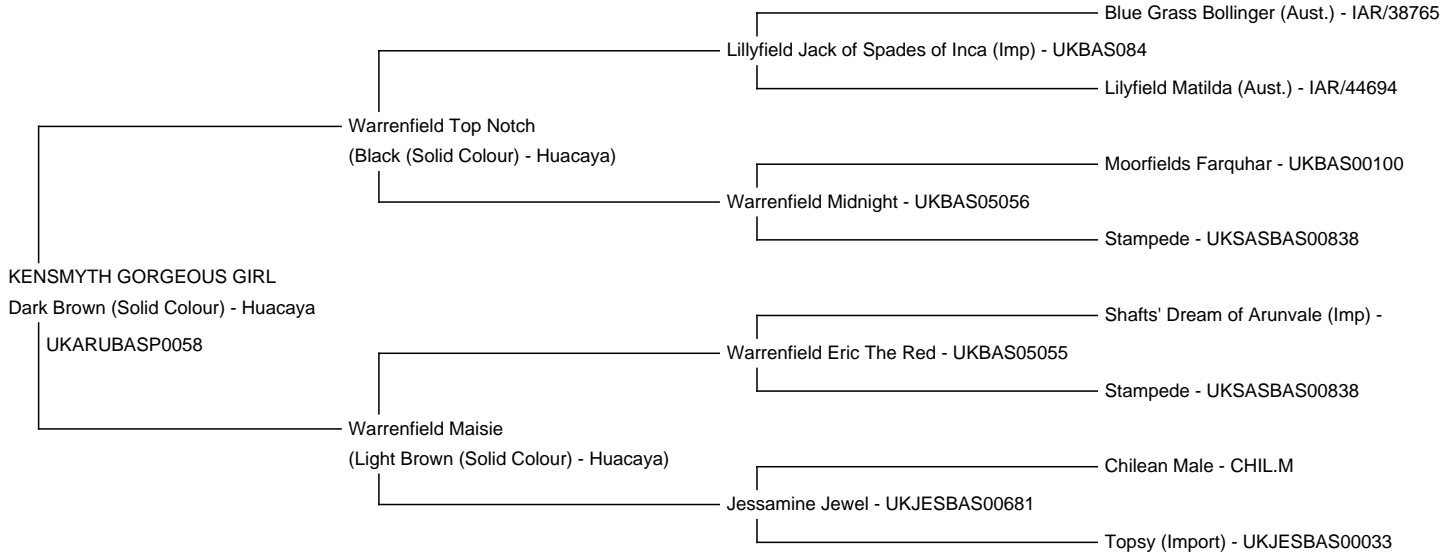 Blue Grass Bollinger (Aust.) - IAR/38765
Lillyfield Jack of Spades of Inca (Imp) - UKBAS084
Lilyfield Matilda (Aust.) - IAR/44694
Warrenfield Top Notch
(Black (Solid Colour) - Huacaya)
Moorfields Farquhar - UKBAS00100
Warrenfield Midnight - UKBAS05056
Stampede - UKSASBAS00838
KENSMYTH GORGEOUS GIRL
Dark Brown (Solid Colour) - Huacaya
UKARUBASP0058
Shafts' Dream of Arunvale (Imp) -
Warrenfield Eric The Red - UKBAS05055
Stampede - UKSASBAS00838
Warrenfield Maisie
(Light Brown (Solid Colour) - Huacaya)
Chilean Male - CHIL.M
Jessamine Jewel - UKJESBAS00681
Topsy (Import) - UKJESBAS00033